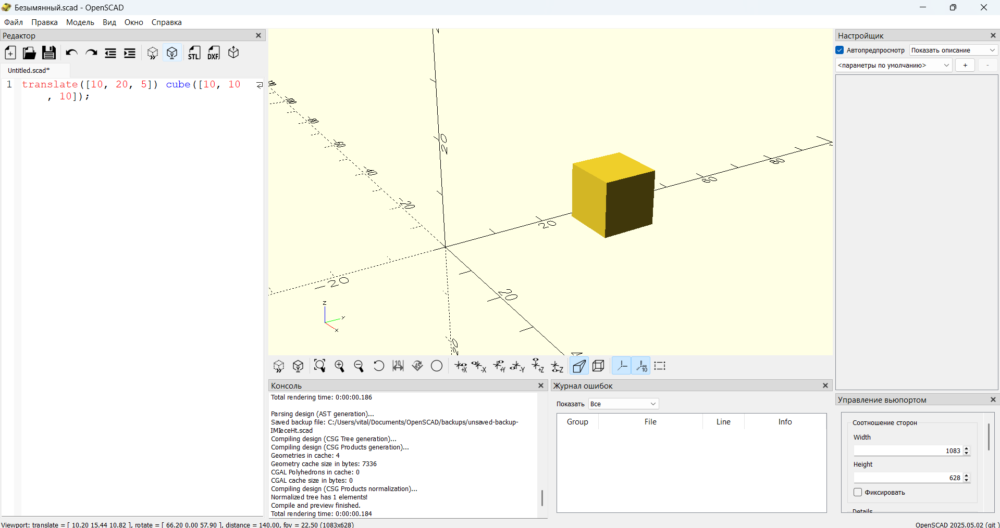 Безымянный.scad - OpenSCAD
Файл Правка Модель Вид Окно Справка
Редактор
STL DXF
Untitled.scad*
1 translate([10, 20, 5]) cube([10, 10
, 10]);
20
20
40
60
80
20
60
80
-20
20
Z
Y
X
10 45 +X -X +Y -Y +Z -Z 10
Консоль
Total rendering time: 0:00:00.186
Parsing design (AST generation)...
Saved backup file: C:/Users/vital/Documents/OpenSCAD/backups/unsaved-backup-
IMIeceHt.scad
Compiling design (CSG Tree generation)...
Compiling design (CSG Products generation)...
Geometries in cache: 4
Geometry cache size in bytes: 7336
CGAL Polyhedrons in cache: 0
CGAL cache size in bytes: 0
Compiling design (CSG Products normalization)...
Normalized tree has 1 elements!
Compile and preview finished.
Total rendering time: 0:00:00.184
Журнал ошибок
Показать Все
Group File Line Info
Настройщик
Автопредпросмотр Показать описание
<параметры по умолчанию> + -
Управление вьюпортом
Соотношение сторон
Width
1083
Height
628
Фиксировать
Details
Viewport: translate = [ 10.20 15.44 10.82 ], rotate = [ 66.20 0.00 57.90 ], distance = 140.00, fov = 22.50 (1083x628)
OpenSCAD 2025.05.02 (git )